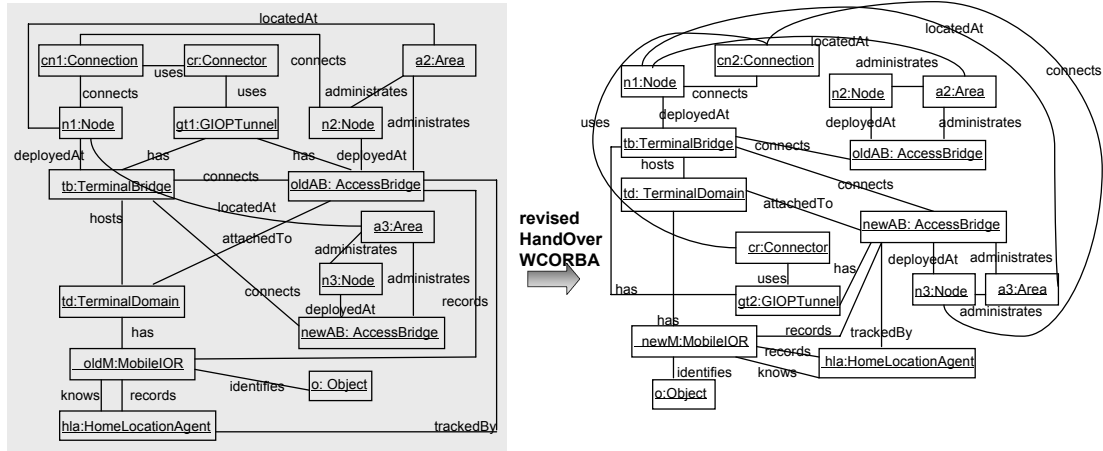 locatedAt
cn1:Connection
cr:Connector
a2:Area
uses
connects
connects
uses
administrates
n1:Node
gt1:GIOPTunnel
n2:Node
administrates
deployedAt
has
has
deployedAt
tb:TerminalBridge
connects
oldAB: AccessBridge
hosts
locatedAt
attachedTo
a3:Area
administrates
n3:Node
administrates
td:TerminalDomain
connects
deployedAt
records
newAB: AccessBridge
has
oldM:MobileIOR
identifies
o: Object
knows
records
hla:HomeLocationAgent
trackedBy
revised
HandOver
WCORBA
locatedAt
cn2:Connection
locatedAt
n1:Node
administrates
connects
connects
n2:Node
a2:Area
uses
deployedAt
deployedAt
administrates
tb:TerminalBridge
connects
oldAB: AccessBridge
hosts
connects
td: TerminalDomain
attachedTo
newAB: AccessBridge
cr:Connector
deployedAt
administrates
uses
has
has
gt2:GIOPTunnel
n3:Node
a3:Area
administrates
has
records
trackedBy
newM:MobileIOR
records
hla:HomeLocationAgent
identifies
knows
o:Object